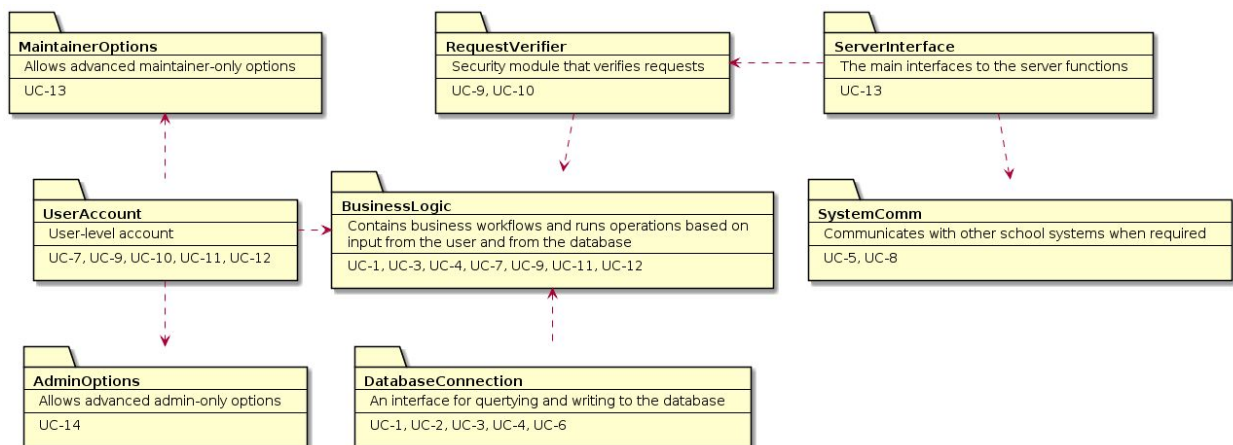 MaintainerOptions
Allows advanced maintainer-only options
UC-13
RequestVerifier
Security module that verifies requests
UC-9, UC-10
ServerInterface
The main interfaces to the server functions
UC-13
UserAccount
User-level account
UC-7, UC-9, UC-10, UC-11, UC-12
BusinessLogic
Contains business workflows and runs operations based on
input from the user and from the database
UC-1, UC-3, UC-4, UC-7, UC-9, UC-11, UC-12
SystemComm
Communicates with other school systems when required
UC-5, UC-8
AdminOptions
Allows advanced admin-only options
UC-14
DatabaseConnection
An interface for quertying and writing to the database
UC-1, UC-2, UC-3, UC-4, UC-6